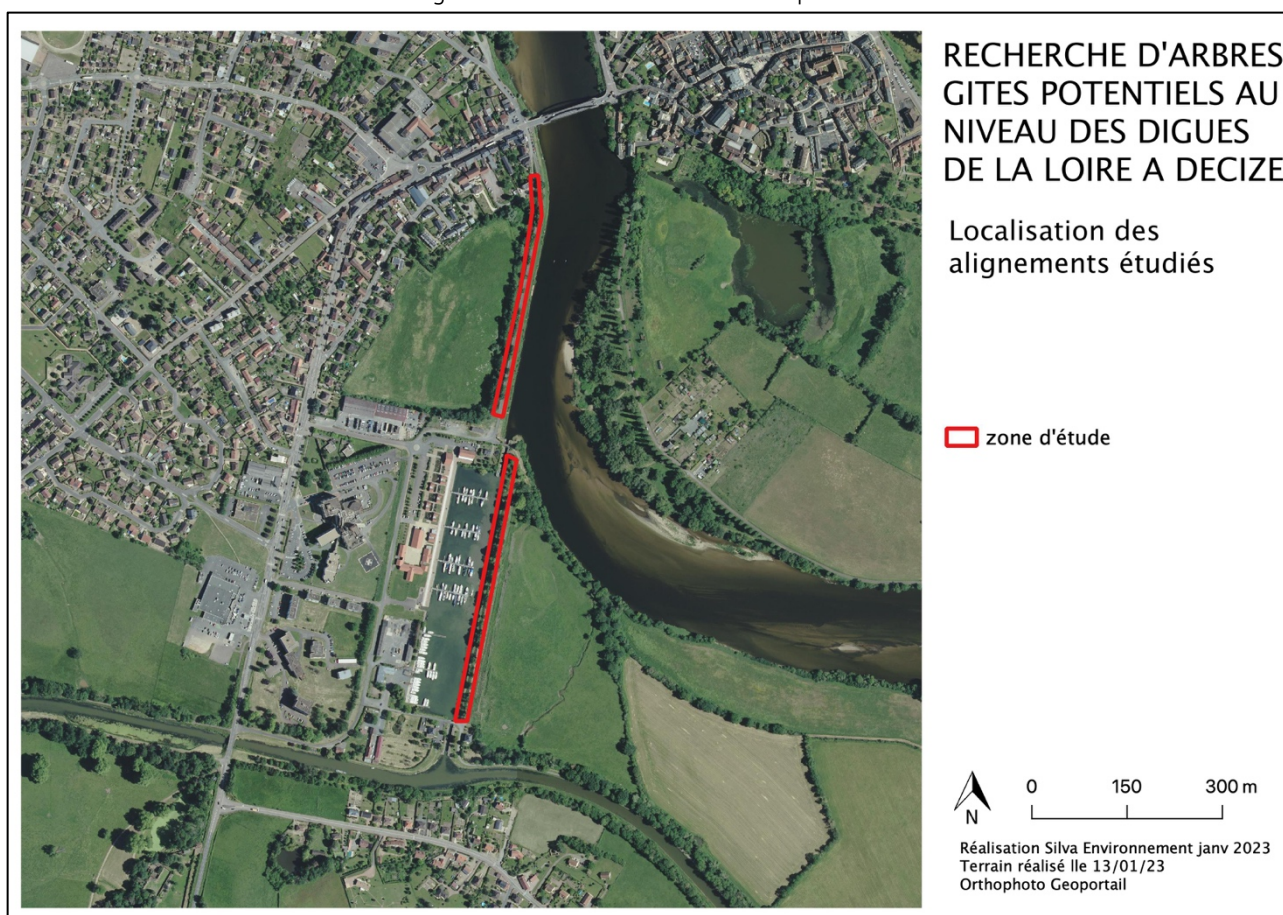 RECHERCHE D'ARBRES
GITES POTENTIELS AU
NIVEAU DES DIGUES
DE LA LOIRE A DECIZE
Localisation des
alignements étudiés
zone d'étude
0 150 300 m
N
Réalisation Silva Environnement janv 2023
Terrain réalisé lle 13/01/23
Orthophoto Geoportail